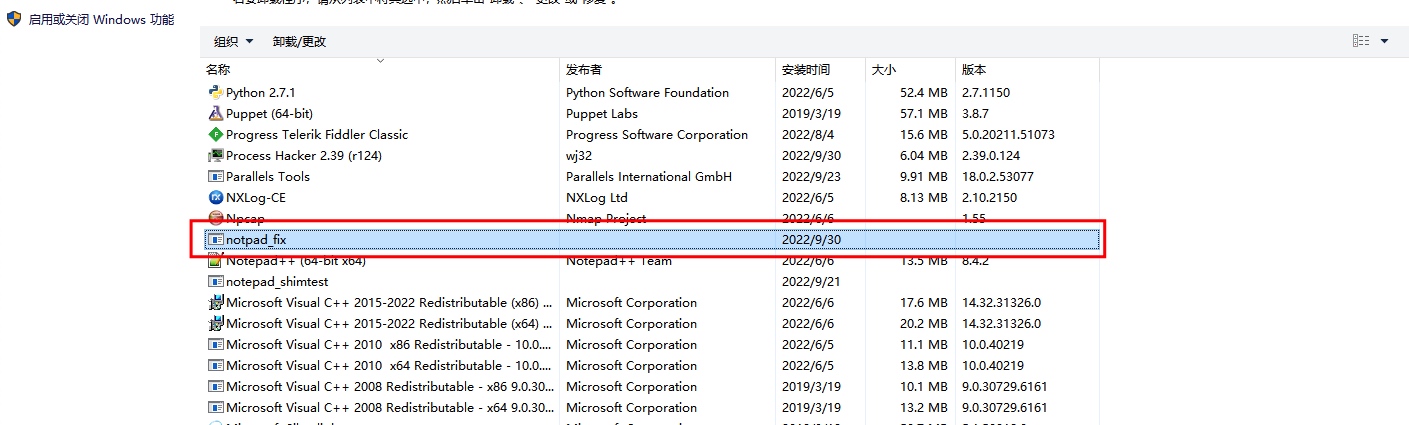 启用或关闭 Windows 功能
组织 卸载/更改
名称 发布者 安装时间 大小 版本
Python 2.7.1 Python Software Foundation 2022/6/5 52.4 MB 2.7.1150
Puppet (64-bit) Puppet Labs 2019/3/19 57.1 MB 3.8.7
Progress Telerik Fiddler Classic Progress Software Corporation 2022/8/4 15.6 MB 5.0.20211.51073
Process Hacker 2.39 (r124) wj32 2022/9/30 6.04 MB 2.39.0.124
Parallels Tools Parallels International GmbH 2022/9/23 9.91 MB 18.0.2.53077
NXLog-CE NXLog Ltd 2022/6/5 8.13 MB 2.10.2150
Npcap Nmap Project 2022/6/6 1.55
notpad_fix 2022/9/30
Notepad++ (64-bit x64) Notepad++ Team 2022/6/6 13.5 MB 8.4.2
notepad_shimtest 2022/9/21
Microsoft Visual C++ 2015-2022 Redistributable (x86) ... Microsoft Corporation 2022/6/6 17.6 MB 14.32.31326.0
Microsoft Visual C++ 2015-2022 Redistributable (x64) ... Microsoft Corporation 2022/6/6 20.2 MB 14.32.31326.0
Microsoft Visual C++ 2010 x86 Redistributable - 10.0.... Microsoft Corporation 2022/6/5 11.1 MB 10.0.40219
Microsoft Visual C++ 2010 x64 Redistributable - 10.0.... Microsoft Corporation 2022/6/5 13.8 MB 10.0.40219
Microsoft Visual C++ 2008 Redistributable - x86 9.0.30... Microsoft Corporation 2019/3/19 10.1 MB 9.0.30729.6161
Microsoft Visual C++ 2008 Redistributable - x64 9.0.30... Microsoft Corporation 2019/3/19 13.2 MB 9.0.30729.6161